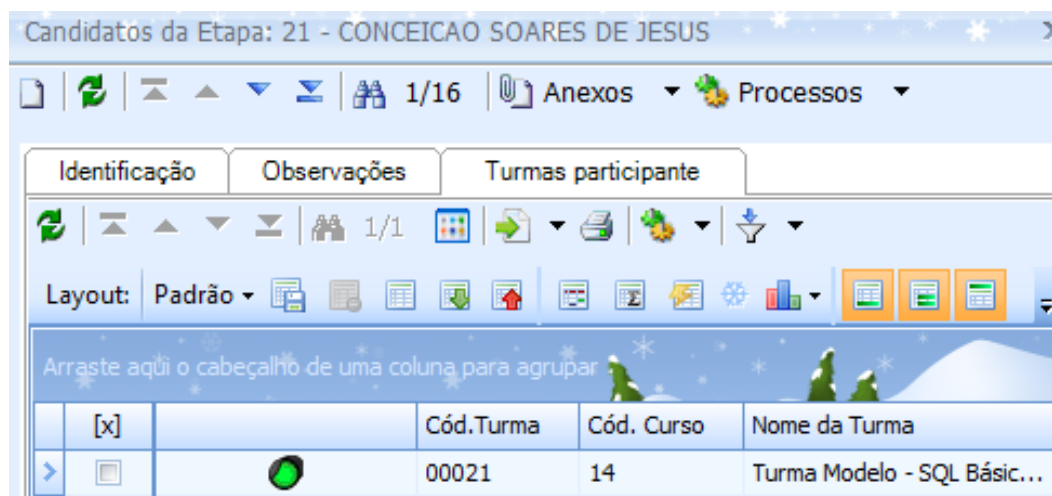 Candidatos da Etapa: 21 - CONCEICAO SOARES DE JESUS
1/16 Anexos Processos
Identificação Observações Turmas participante
1/1
Layout: Padrão
Arraste aqui o cabeçalho de uma coluna para agrupar
[x] Cód.Turma Cód. Curso Nome da Turma
00021 14 Turma Modelo - SQL Básic...